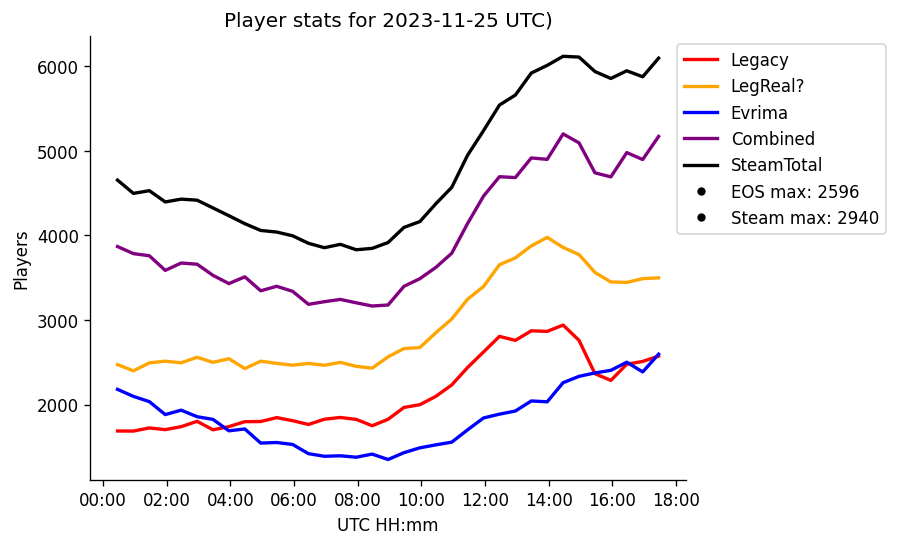 Player stats for 2023-11-25 UTC)
Legacy
LegReal?
Evrima
Combined
SteamTotal
EOS max: 2596
Steam max: 2940
Players
6000
5000
4000
3000
2000
00:00 02:00 04:00 06:00 08:00 10:00 12:00 14:00 16:00 18:00
UTC HH:mm